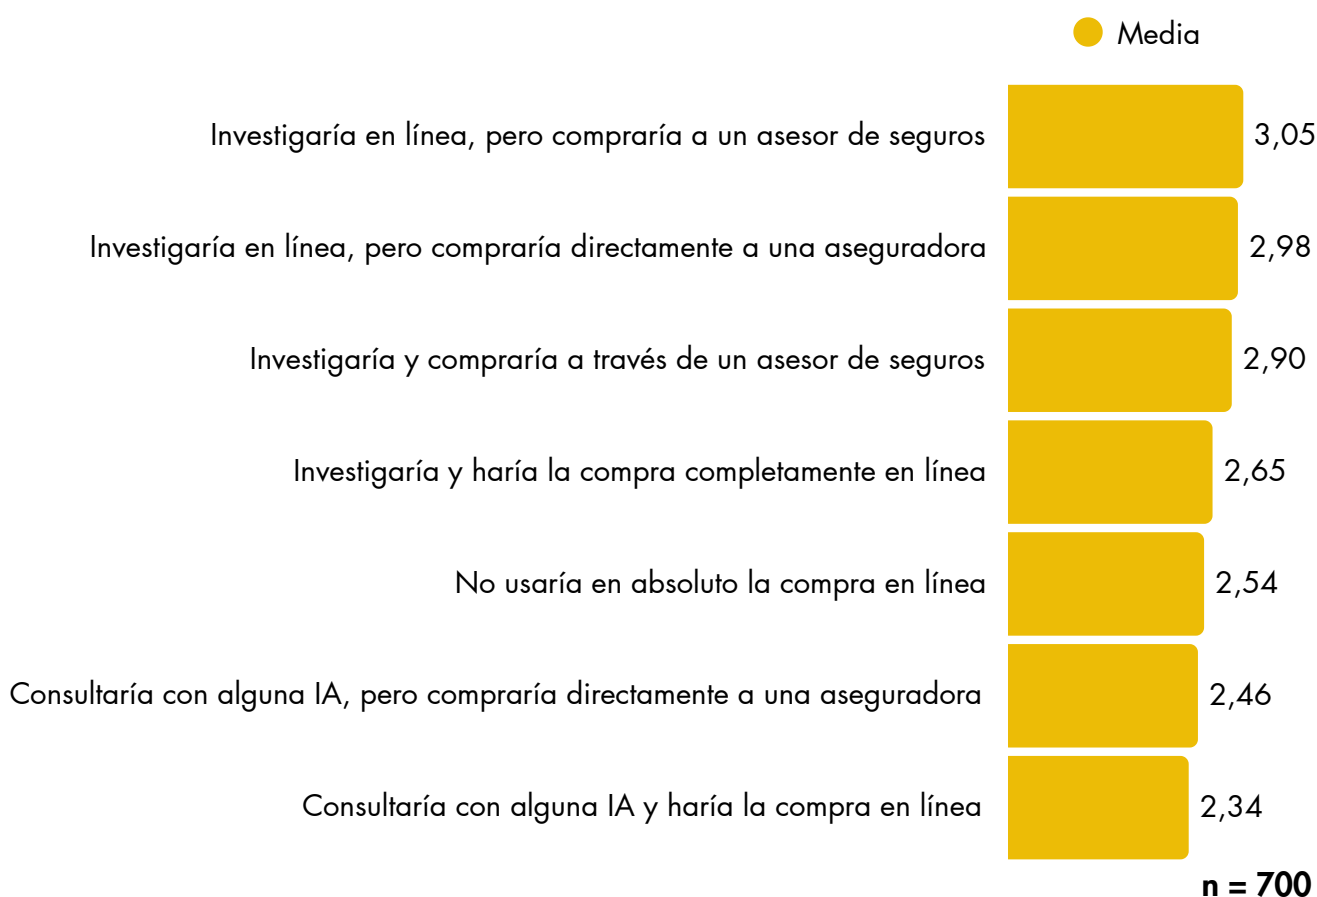 Media
Investigaría en línea, pero compraría a un asesor de seguros 3,05
Investigaría en línea, pero compraría directamente a una aseguradora 2,98
Investigaría y compraría a través de un asesor de seguros 2,90
Investigaría y haría la compra completamente en línea 2,65
No usaría en absoluto la compra en línea 2,54
Consultaría con alguna IA, pero compraría directamente a una aseguradora 2,46
Consultaría con alguna IA y haría la compra en línea 2,34
n = 700